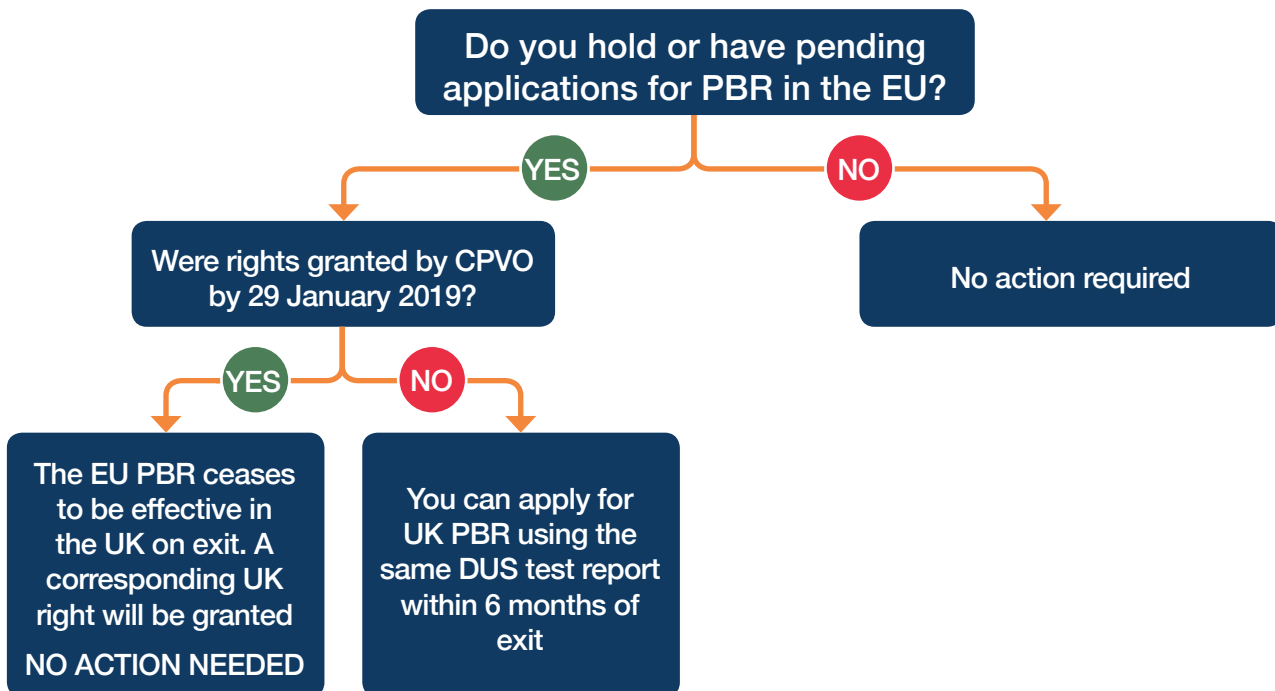 Do you hold or have pending
applications for PBR in the EU?
YES
NO
Were rights granted by CPVO
by 29 January 2019?
No action required
YES
NO
The EU PBR ceases
to be effective in
the UK on exit. A
corresponding UK
right will be granted
NO ACTION NEEDED
You can apply for
UK PBR using the
same DUS test report
within 6 months of
exit